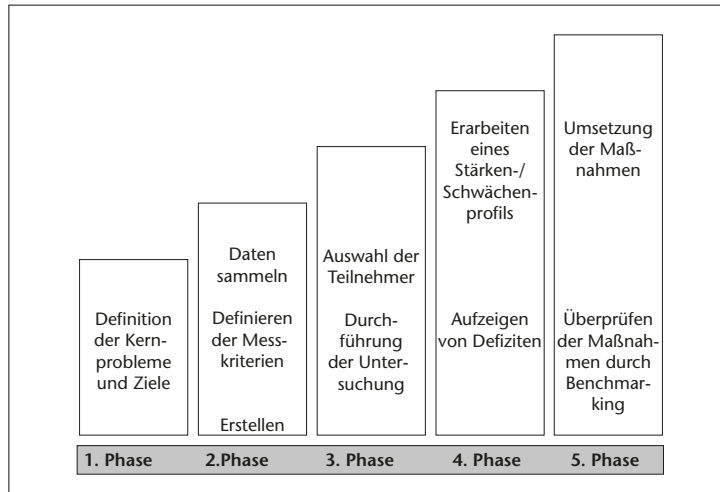 Definition
der Kern-
probleme
und Ziele
Daten
sammeln
Definieren
der Mess-
kriterien
Erstellen
Auswahl der
Teilnehmer
Durch-
führung
der Unter-
suchung
Erarbeiten
eines
Stärken-/
Schwächen-
profils
Aufzeigen
von Defiziten
Umsetzung
der Maß-
nahmen
Überprüfen
der Maßnah-
men durch
Benchmar-
king
1. Phase
2.Phase
3. Phase
4. Phase
5. Phase